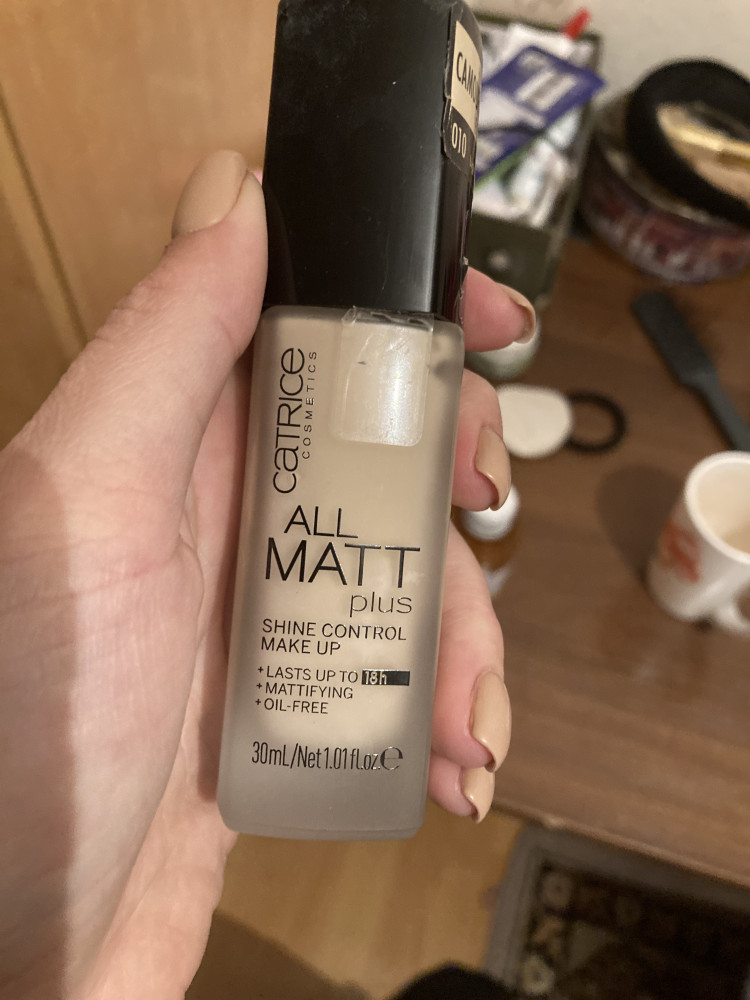 010
CATRICE
COSMETICS
ALL
MATT
plus
SHINE CONTROL
MAKE UP
+ LASTS UP TO 18h
+ MATTIFYING
+ OIL-FREE
30mL/Net 1.01 fl.oz. ℮